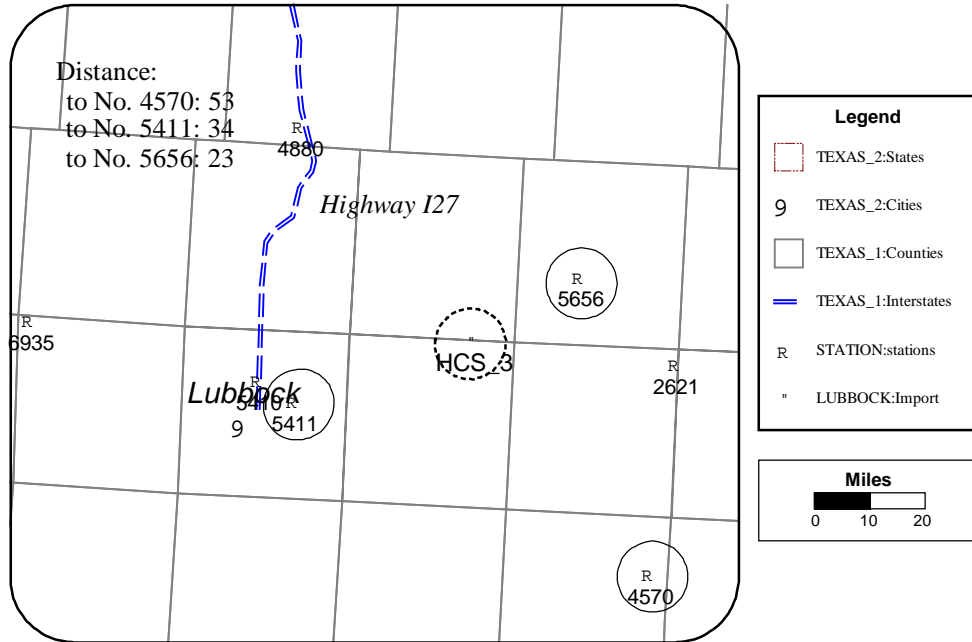 Distance:
to No. 4570: 53
to No. 5411: 34
to No. 5656: 23
R
4880
Highway I27
R
5656
R
6935
"
HCS_3
R
2621
R
Lubbock
5410
R
5411
9
R
4570
Legend
TEXAS_2:States
9 TEXAS_2:Cities
TEXAS_1:Counties
TEXAS_1:Interstates
R STATION:stations
" LUBBOCK:Import
Miles
0 10 20